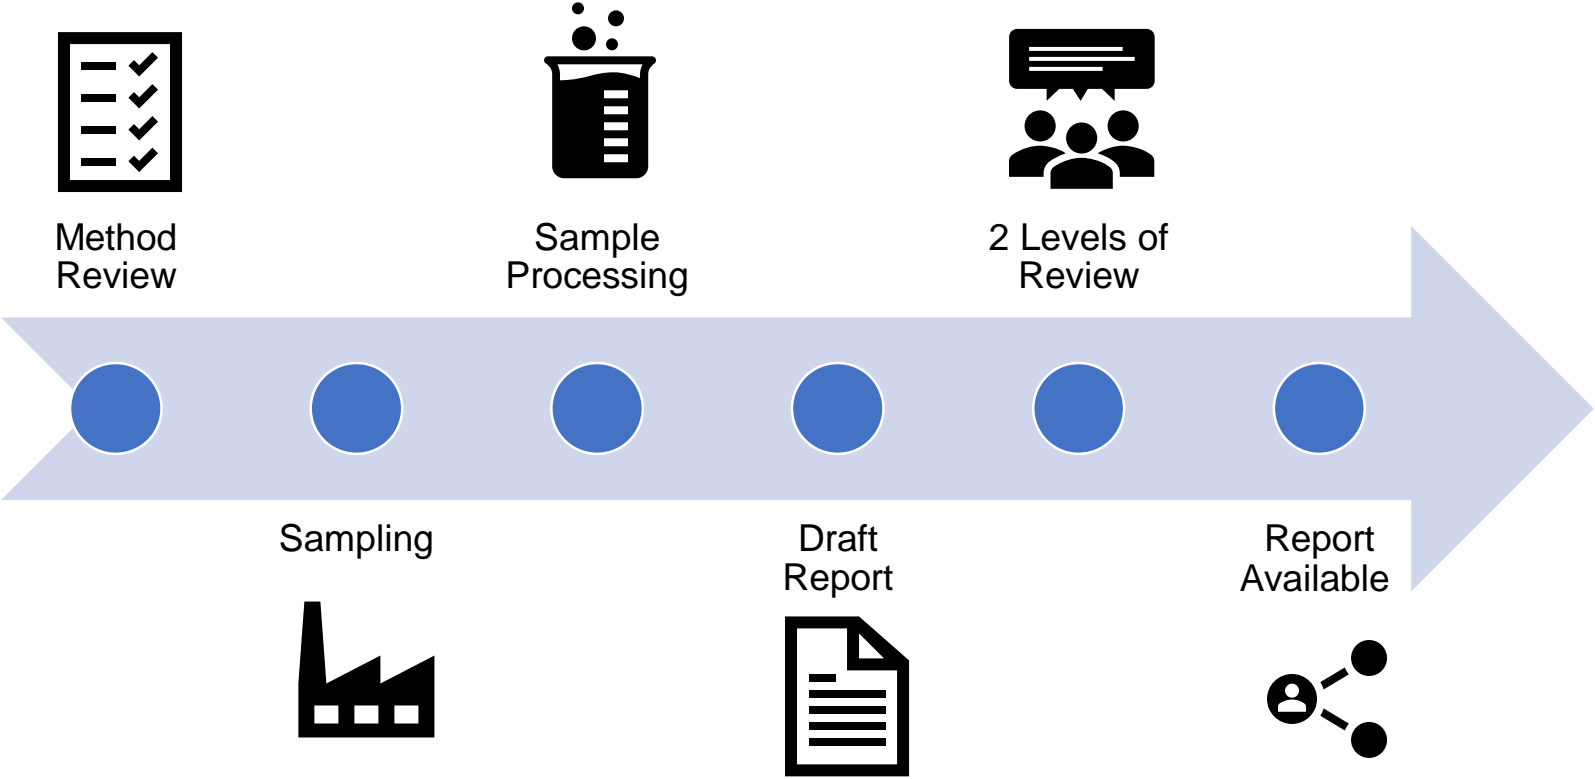 Method
Review
Sample
Processing
2 Levels of
Review
Sampling
Draft
Report
Report
Available